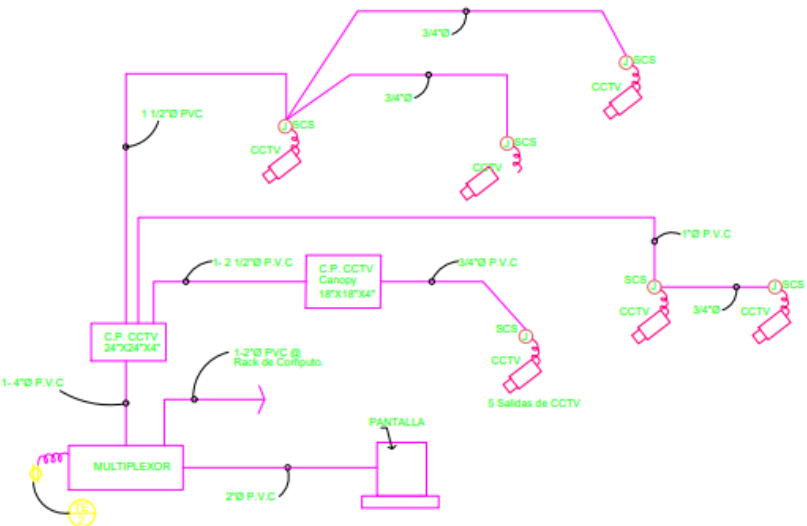 3/4"Ø
SCS
CCTV
3/4"Ø
1 1/2"Ø PVC
J
SCS
CCTV
J
SCS
CCTV
J
1"Ø P.V.C
1- 2 1/2"Ø P.V.C
C.P. CCTV
Canopy
18"X18"X4"
3/4"Ø P.V.C
SCS
J
CCTV
3/4"Ø
J
SCS
CCTV
C.P. CCTV
24"X24"X4"
SCS
J
CCTV
5 Salidas de CCTV
1-2"Ø PVC @
Rack de Computo.
1- 4"Ø P.V.C
PANTALLA
MULTIPLEXOR
2"Ø P.V.C